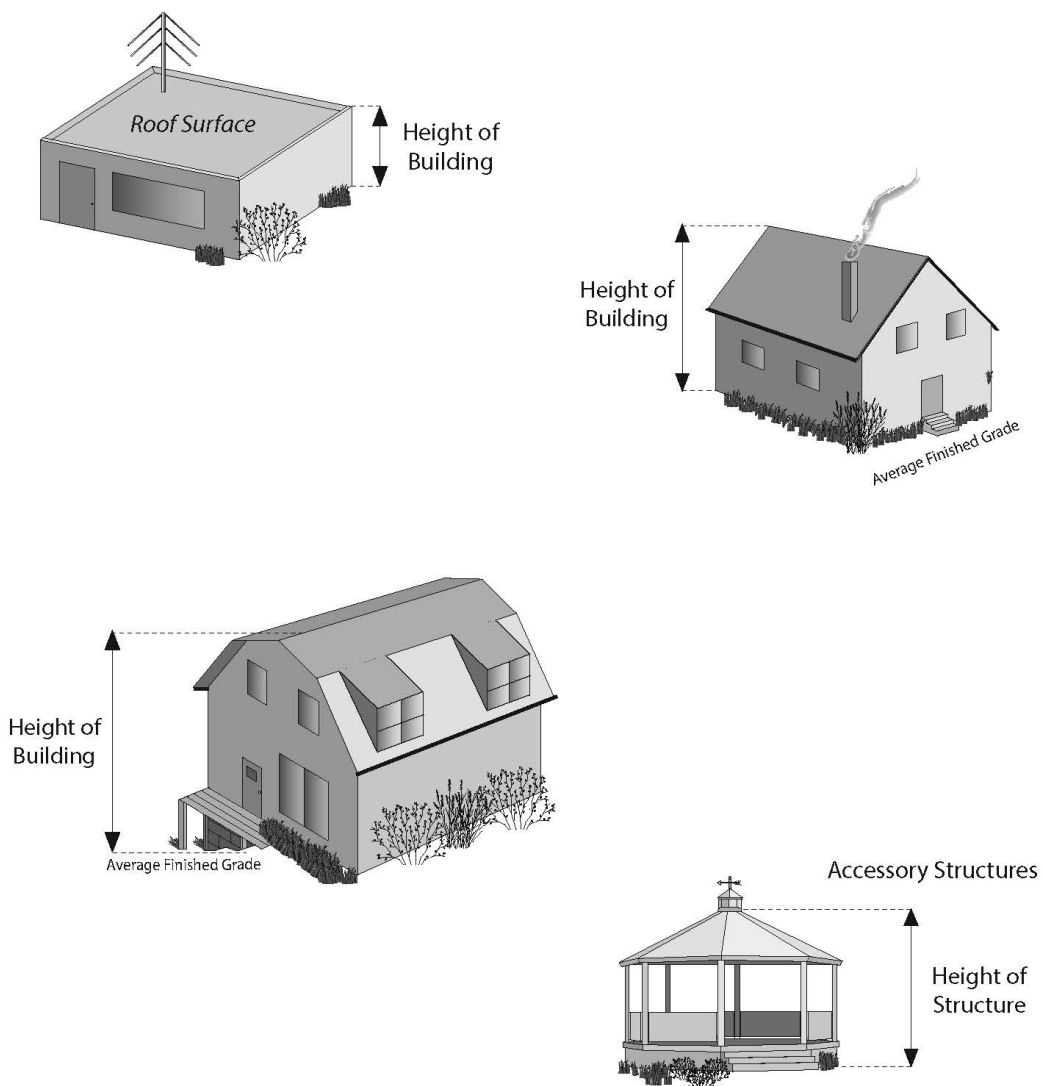 Roof Surface
Height of
Building
Height of
Building
Average Finished Grade
Height of
Building
Average Finished Grade
Accessory Structures
Height of
Structure